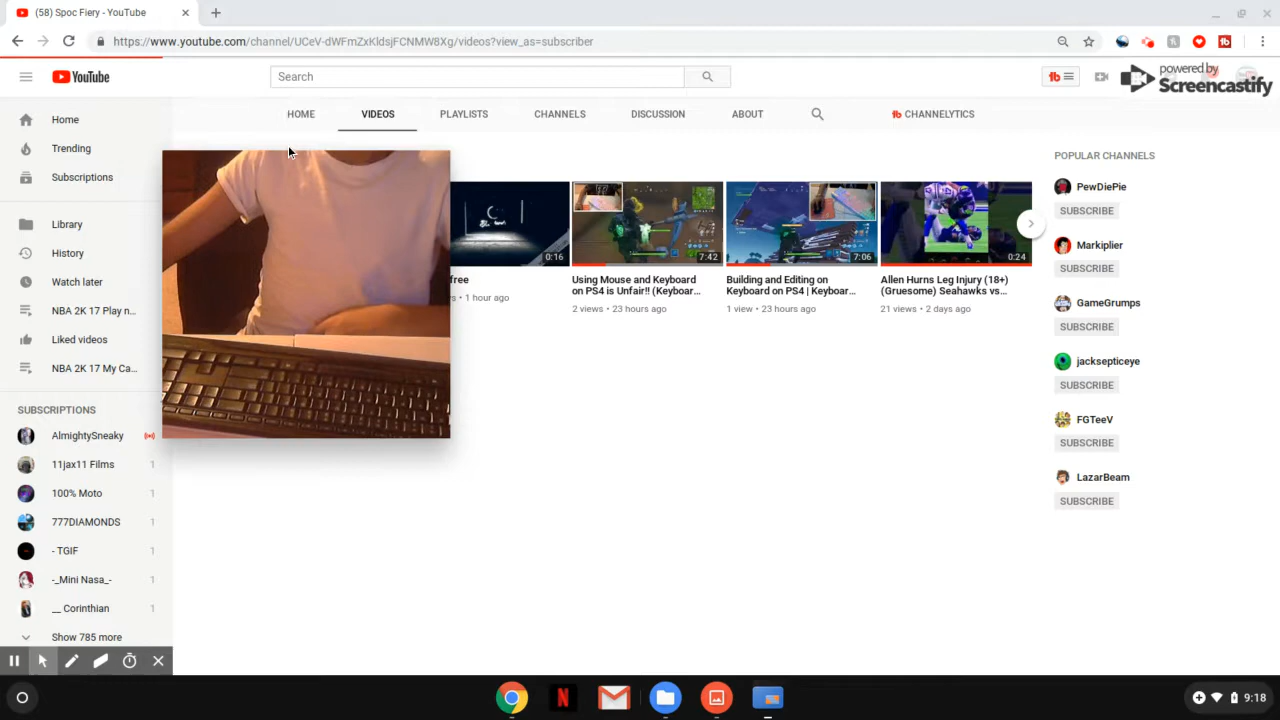 (58) Spoc Fiery - YouTube
https://www.youtube.com/channel/UCeV-dWFmZxKldsjFCNMW8Xg/videos?view_as=subscriber
YouTube
Search
powered by
Screencastify
HOME
VIDEOS
PLAYLISTS
CHANNELS
DISCUSSION
ABOUT
CHANNELYTICS
Home
Trending
Subscriptions
Library
History
Watch later
NBA 2K 17 Play n...
Liked videos
NBA 2K 17 My Ca...
SUBSCRIPTIONS
AlmightySneaky
11jax11 Films 1
100% Moto 1
777DIAMONDS 1
- TGIF 1
-_Mini Nasa_- 1
__ Corinthian 1
Show 785 more
0:16
free
s • 1 hour ago
7:42
Using Mouse and Keyboard
on PS4 is Unfair!! (Keyboar...
2 views • 23 hours ago
7:06
Building and Editing on
Keyboard on PS4 | Keyboar...
1 view • 23 hours ago
0:24
Allen Hurns Leg Injury (18+)
(Gruesome) Seahawks vs...
21 views • 2 days ago
POPULAR CHANNELS
PewDiePie
SUBSCRIBE
Markiplier
SUBSCRIBE
GameGrumps
SUBSCRIBE
jacksepticeye
SUBSCRIBE
FGTeeV
SUBSCRIBE
LazarBeam
SUBSCRIBE
9:18